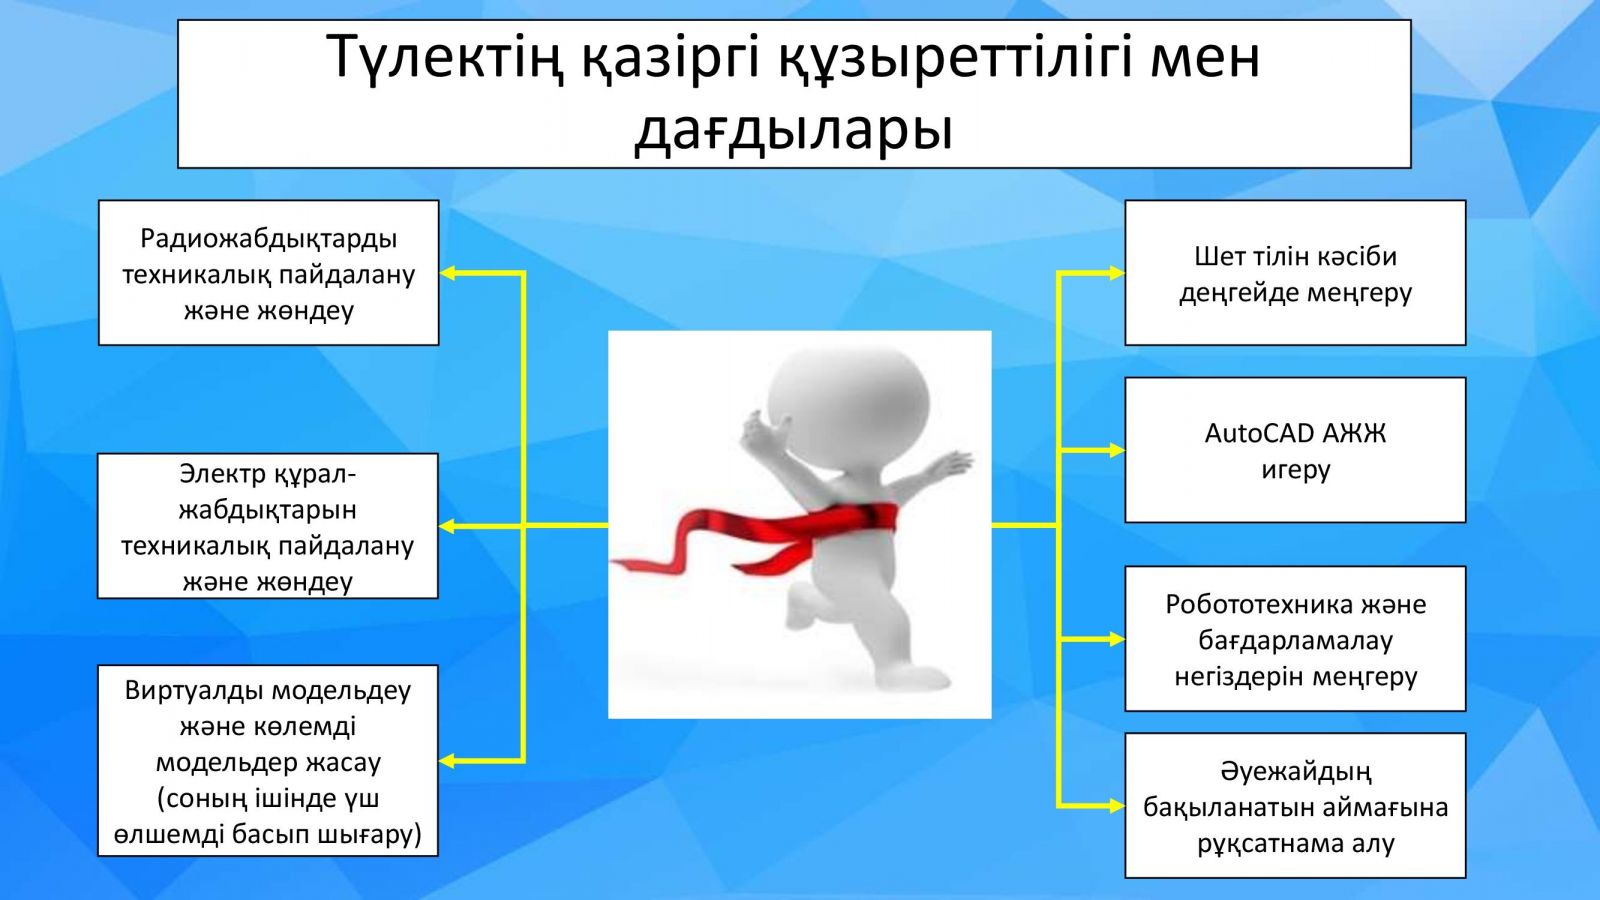 Түлектің қазіргі құзыреттілігі мен
дағдылары
Радиожабдықтарды
техникалық пайдалану
және жөндеу
Электр құрал-
жабдықтарын
техникалық пайдалану
және жөндеу
Виртуалды модельдеу
және көлемді
модельдер жасау
(соның ішінде үш
өлшемді басып шығару)
Шет тілін кәсіби
деңгейде меңгеру
AutoCAD АЖЖ
игеру
Робототехника және
бағдарламалау
негіздерін меңгеру
Әуежайдың
бақыланатын аймағына
рұқсатнама алу